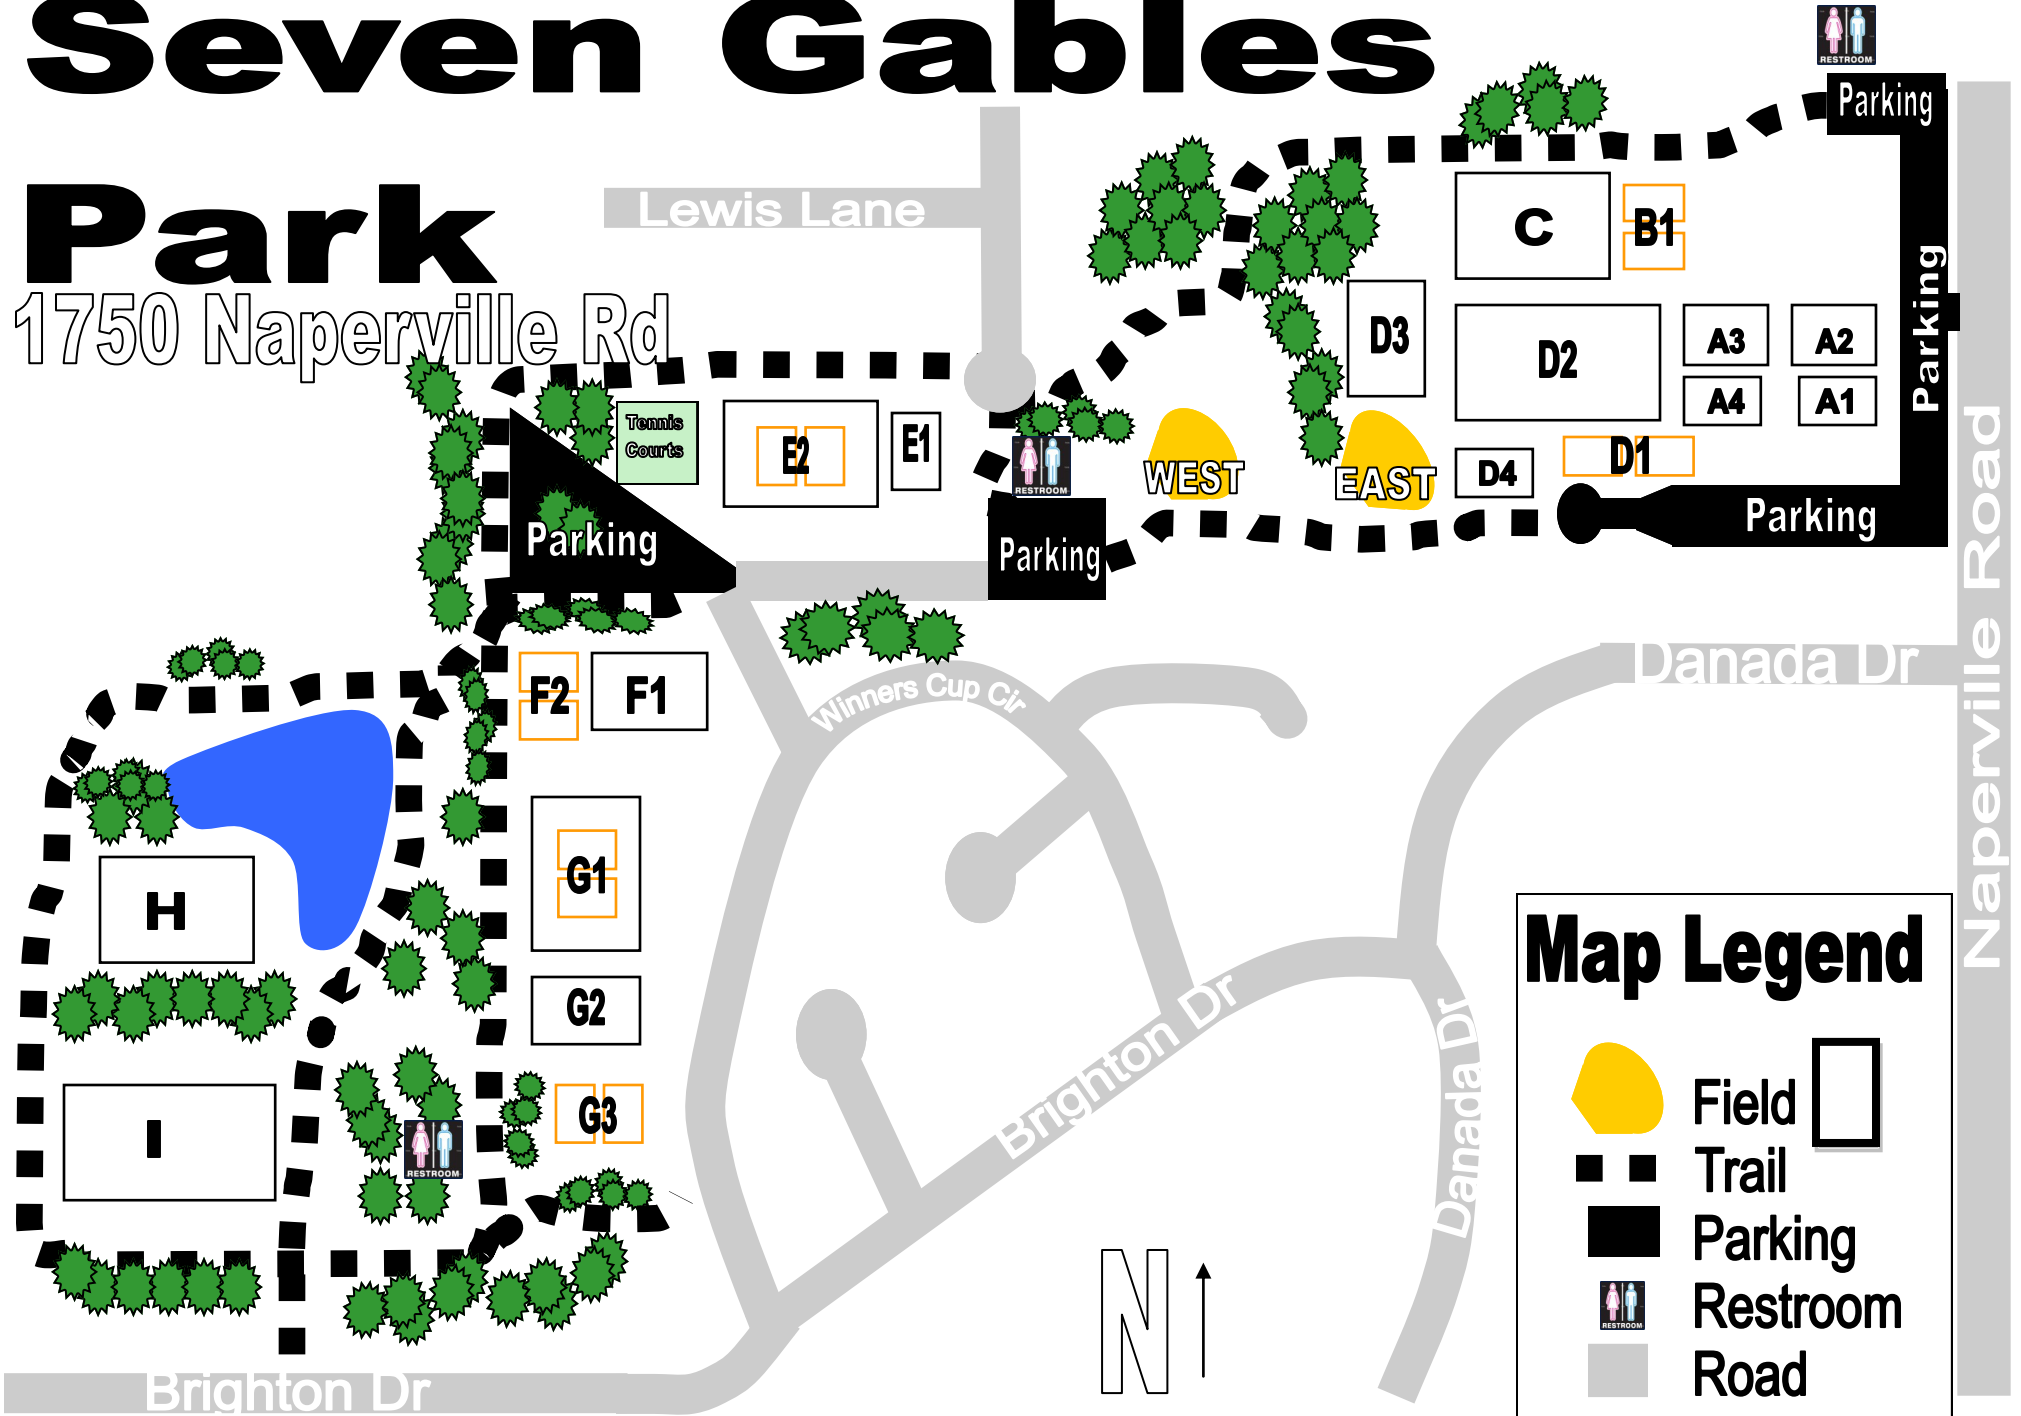 Seven Gables
Park
1750 Naperville Rd
RESTROOM
Parking
Lewis Lane
C
B1
Parking
D3
D2
A3
A2
A4
A1
Tennis
Courts
E2
E1
WEST
EAST
D4
D1
RESTROOM
Parking
Parking
Parking
Naperville Road
Danada Dr
F2
F1
Winners Cup Cir
G1
H
G2
I
G3
RESTROOM
Brighton Dr
Danada Dr
Brighton Dr
N
Map Legend
Field
Trail
Parking
RESTROOM
Restroom
Road